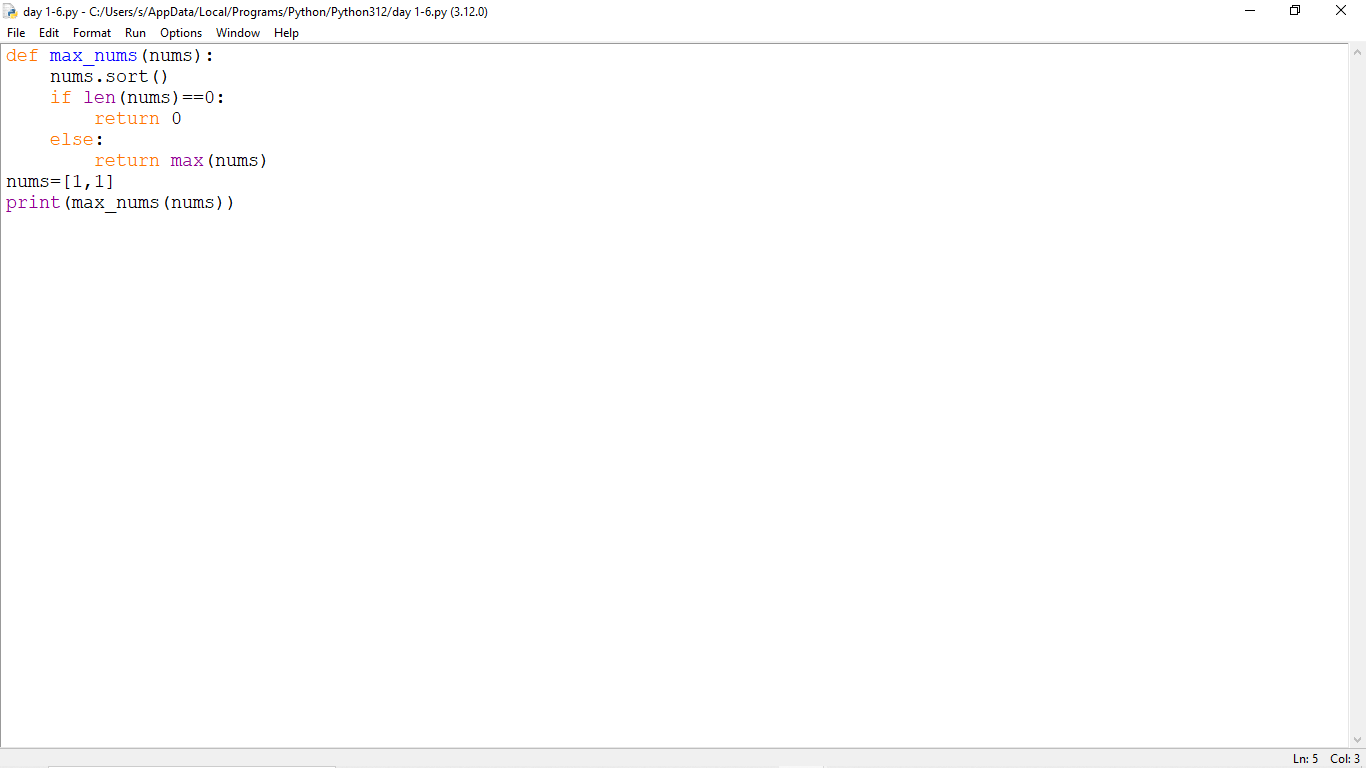 day 1-6.py - C:/Users/s/AppData/Local/Programs/Python/Python312/day 1-6.py (3.12.0)
File Edit Format Run Options Window Help
def max_nums(nums):
    nums.sort()
    if len(nums)==0:
        return 0
    else:
        return max(nums)
nums=[1,1]
print(max_nums(nums))
Ln: 5 Col: 3